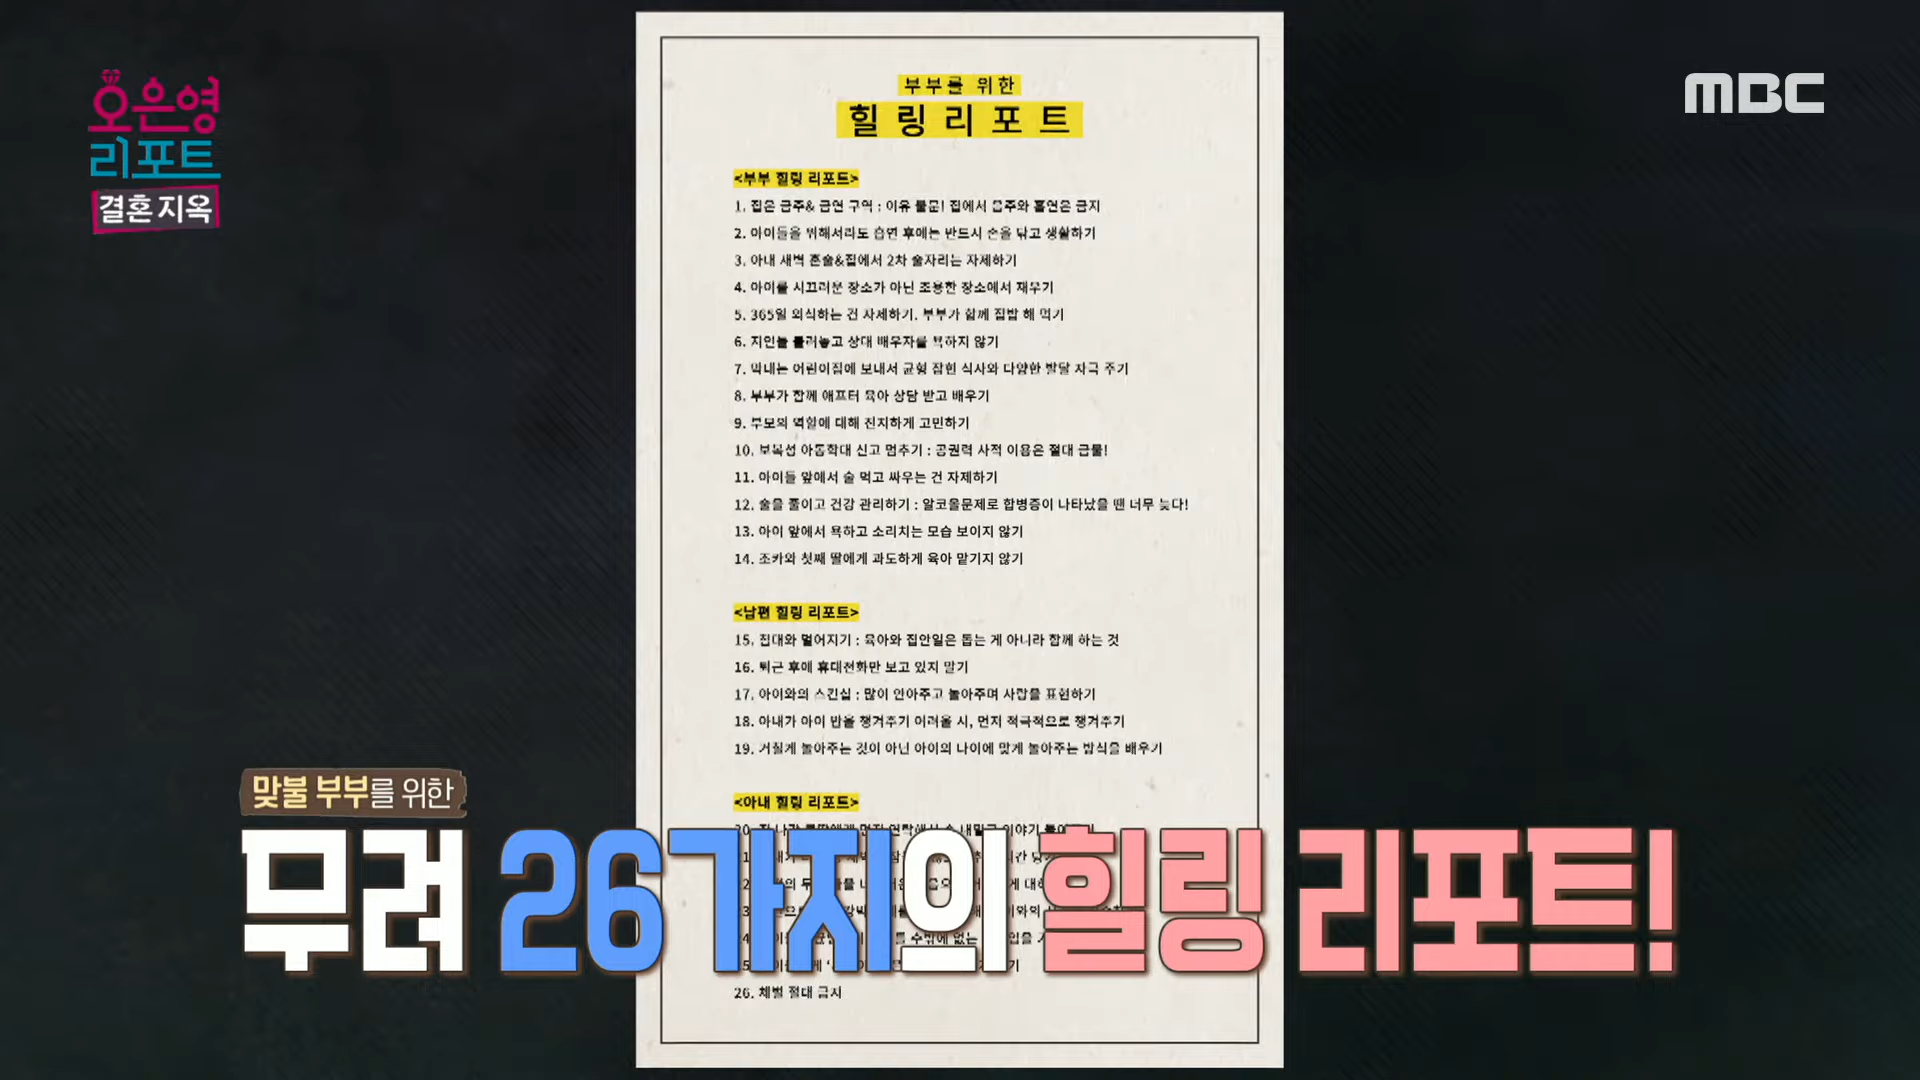 오은영
리포트
결혼 지옥
MBC
부부를 위한
힐링리포트
<부부 힐링 리포트>
1. 집은 금주& 금연 구역 : 이유 불문! 집에서 음주와 흡연은 금지
2. 아이들을 위해서라도 흡연 후에는 반드시 손을 닦고 생활하기
3. 아내 새벽 혼술&집에서 2차 술자리는 자제하기
4. 아이를 시끄러운 장소가 아닌 조용한 장소에서 재우기
5. 365일 외식하는 건 자제하기. 부부가 함께 집밥 해 먹기
6. 지인들 불러놓고 상대 배우자를 욕하지 않기
7. 막내는 어린이집에 보내서 균형 잡힌 식사와 다양한 발달 자극 주기
8. 부부가 함께 애프터 육아 상담 받고 배우기
9. 부모의 역할에 대해 진지하게 고민하기
10. 보복성 아동학대 신고 멈추기 : 공권력 사적 이용은 절대 금물!
11. 아이들 앞에서 술 먹고 싸우는 건 자제하기
12. 술을 줄이고 건강 관리하기 : 알코올문제로 합병증이 나타났을 땐 너무 늦다!
13. 아이 앞에서 욕하고 소리치는 모습 보이지 않기
14. 조카와 첫째 딸에게 과도하게 육아 맡기지 않기
<남편 힐링 리포트>
15. 침대와 멀어지기 : 육아와 집안일은 돕는 게 아니라 함께 하는 것
16. 퇴근 후에 휴대전화만 보고 있지 말기
17. 아이와의 스킨십 : 많이 안아주고 놀아주며 사랑을 표현하기
18. 아내가 아이 밥을 챙겨주기 어려울 시, 먼저 적극적으로 챙겨주기
19. 거칠게 놀아주는 것이 아닌 아이의 나이에 맞게 놀아주는 방식을 배우기
<아내 힐링 리포트>
맞불 부부를 위한
무려 26가지의 힐링 리포트!
26. 체벌 절대 금지